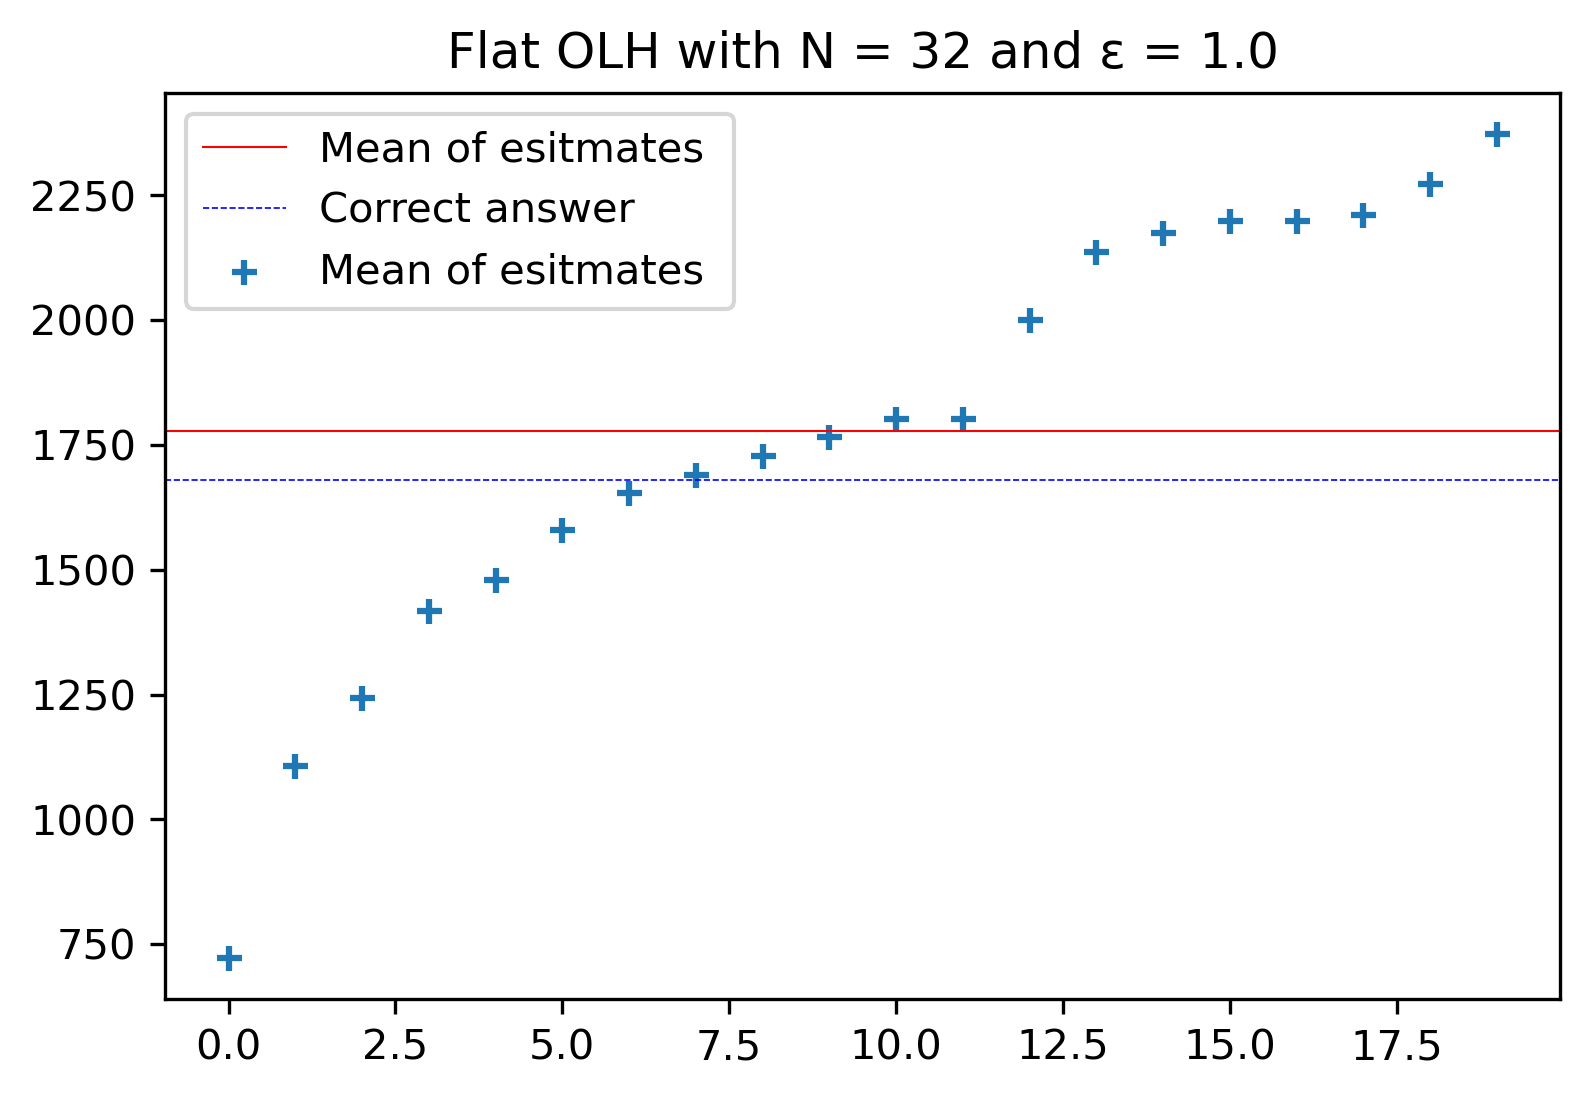 Flat OLH with N = 32 and ε = 1.0
Mean of esitmates
Correct answer
Mean of esitmates
2250
2000
1750
1500
1250
1000
750
0.0 2.5 5.0 7.5 10.0 12.5 15.0 17.5